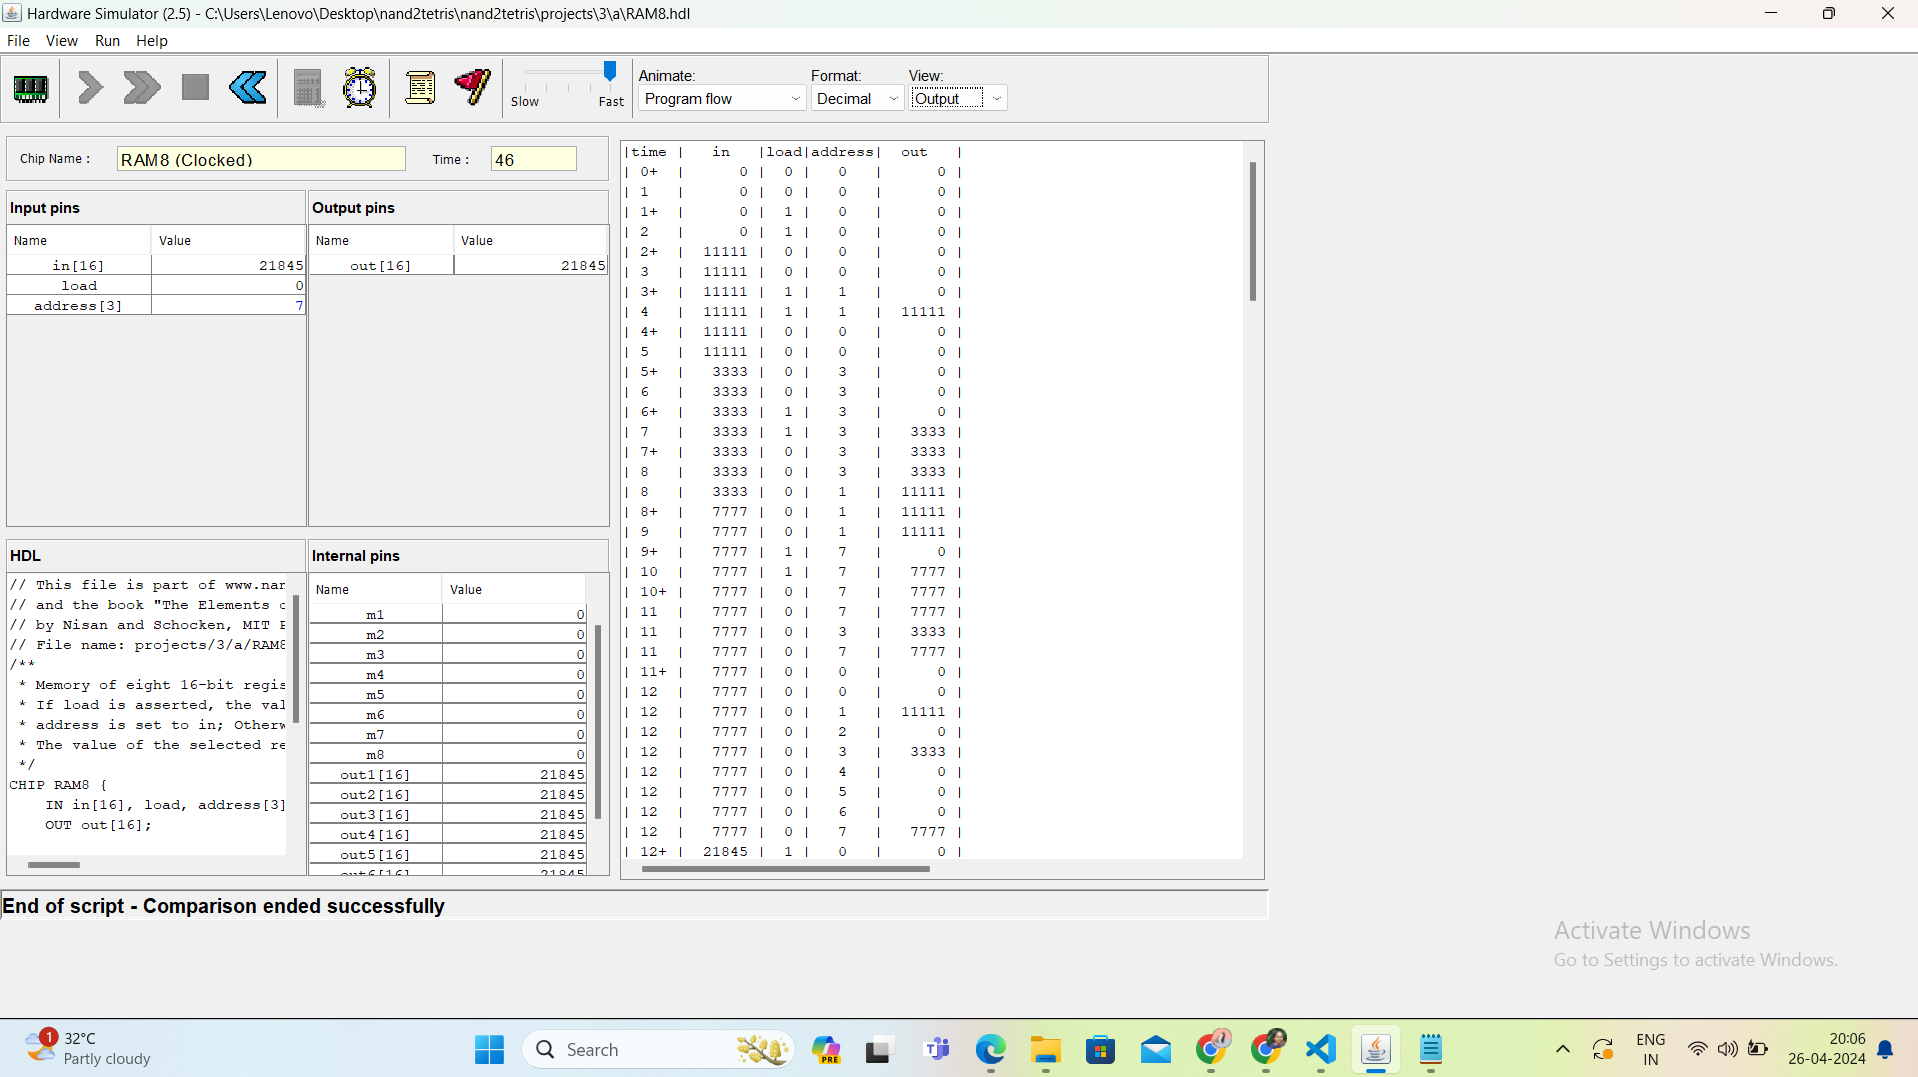 Hardware Simulator (2.5) - C:\Users\Lenovo\Desktop\nand2tetris\nand2tetris\projects\3\a\RAM8.hdl
File View Run Help
Slow Fast
Animate: Format: View:
Program flow Decimal Output
Chip Name : RAM8 (Clocked) Time : 46
Input pins
Name Value
in[16] 21845
load 0
address[3] 7
Output pins
Name Value
out[16] 21845
HDL
// This file is part of www.nan
// and the book "The Elements o
// by Nisan and Schocken, MIT P
// File name: projects/3/a/RAM8
/**
* Memory of eight 16-bit regis
* If load is asserted, the val
* address is set to in; Otherw
* The value of the selected re
*/
CHIP RAM8 {
IN in[16], load, address[3]
OUT out[16];
Internal pins
Name Value
m1 0
m2 0
m3 0
m4 0
m5 0
m6 0
m7 0
m8 0
out1[16] 21845
out2[16] 21845
out3[16] 21845
out4[16] 21845
out5[16] 21845
out6[16] 21845
|time | in |load|address| out |
| 0+ | 0 | 0 | 0 | 0 |
| 1 | 0 | 0 | 0 | 0 |
| 1+ | 0 | 1 | 0 | 0 |
| 2 | 0 | 1 | 0 | 0 |
| 2+ | 11111 | 0 | 0 | 0 |
| 3 | 11111 | 0 | 0 | 0 |
| 3+ | 11111 | 1 | 1 | 0 |
| 4 | 11111 | 1 | 1 | 11111 |
| 4+ | 11111 | 0 | 0 | 0 |
| 5 | 11111 | 0 | 0 | 0 |
| 5+ | 3333 | 0 | 3 | 0 |
| 6 | 3333 | 0 | 3 | 0 |
| 6+ | 3333 | 1 | 3 | 0 |
| 7 | 3333 | 1 | 3 | 3333 |
| 7+ | 3333 | 0 | 3 | 3333 |
| 8 | 3333 | 0 | 3 | 3333 |
| 8 | 3333 | 0 | 1 | 11111 |
| 8+ | 7777 | 0 | 1 | 11111 |
| 9 | 7777 | 0 | 1 | 11111 |
| 9+ | 7777 | 1 | 7 | 0 |
| 10 | 7777 | 1 | 7 | 7777 |
| 10+ | 7777 | 0 | 7 | 7777 |
| 11 | 7777 | 0 | 7 | 7777 |
| 11 | 7777 | 0 | 3 | 3333 |
| 11 | 7777 | 0 | 7 | 7777 |
| 11+ | 7777 | 0 | 0 | 0 |
| 12 | 7777 | 0 | 0 | 0 |
| 12 | 7777 | 0 | 1 | 11111 |
| 12 | 7777 | 0 | 2 | 0 |
| 12 | 7777 | 0 | 3 | 3333 |
| 12 | 7777 | 0 | 4 | 0 |
| 12 | 7777 | 0 | 5 | 0 |
| 12 | 7777 | 0 | 6 | 0 |
| 12 | 7777 | 0 | 7 | 7777 |
| 12+ | 21845 | 1 | 0 | 0 |
End of script - Comparison ended successfully
Activate Windows
Go to Settings to activate Windows.
1
32°C
Partly cloudy
Search
PRE
ENG
IN
20:06
26-04-2024